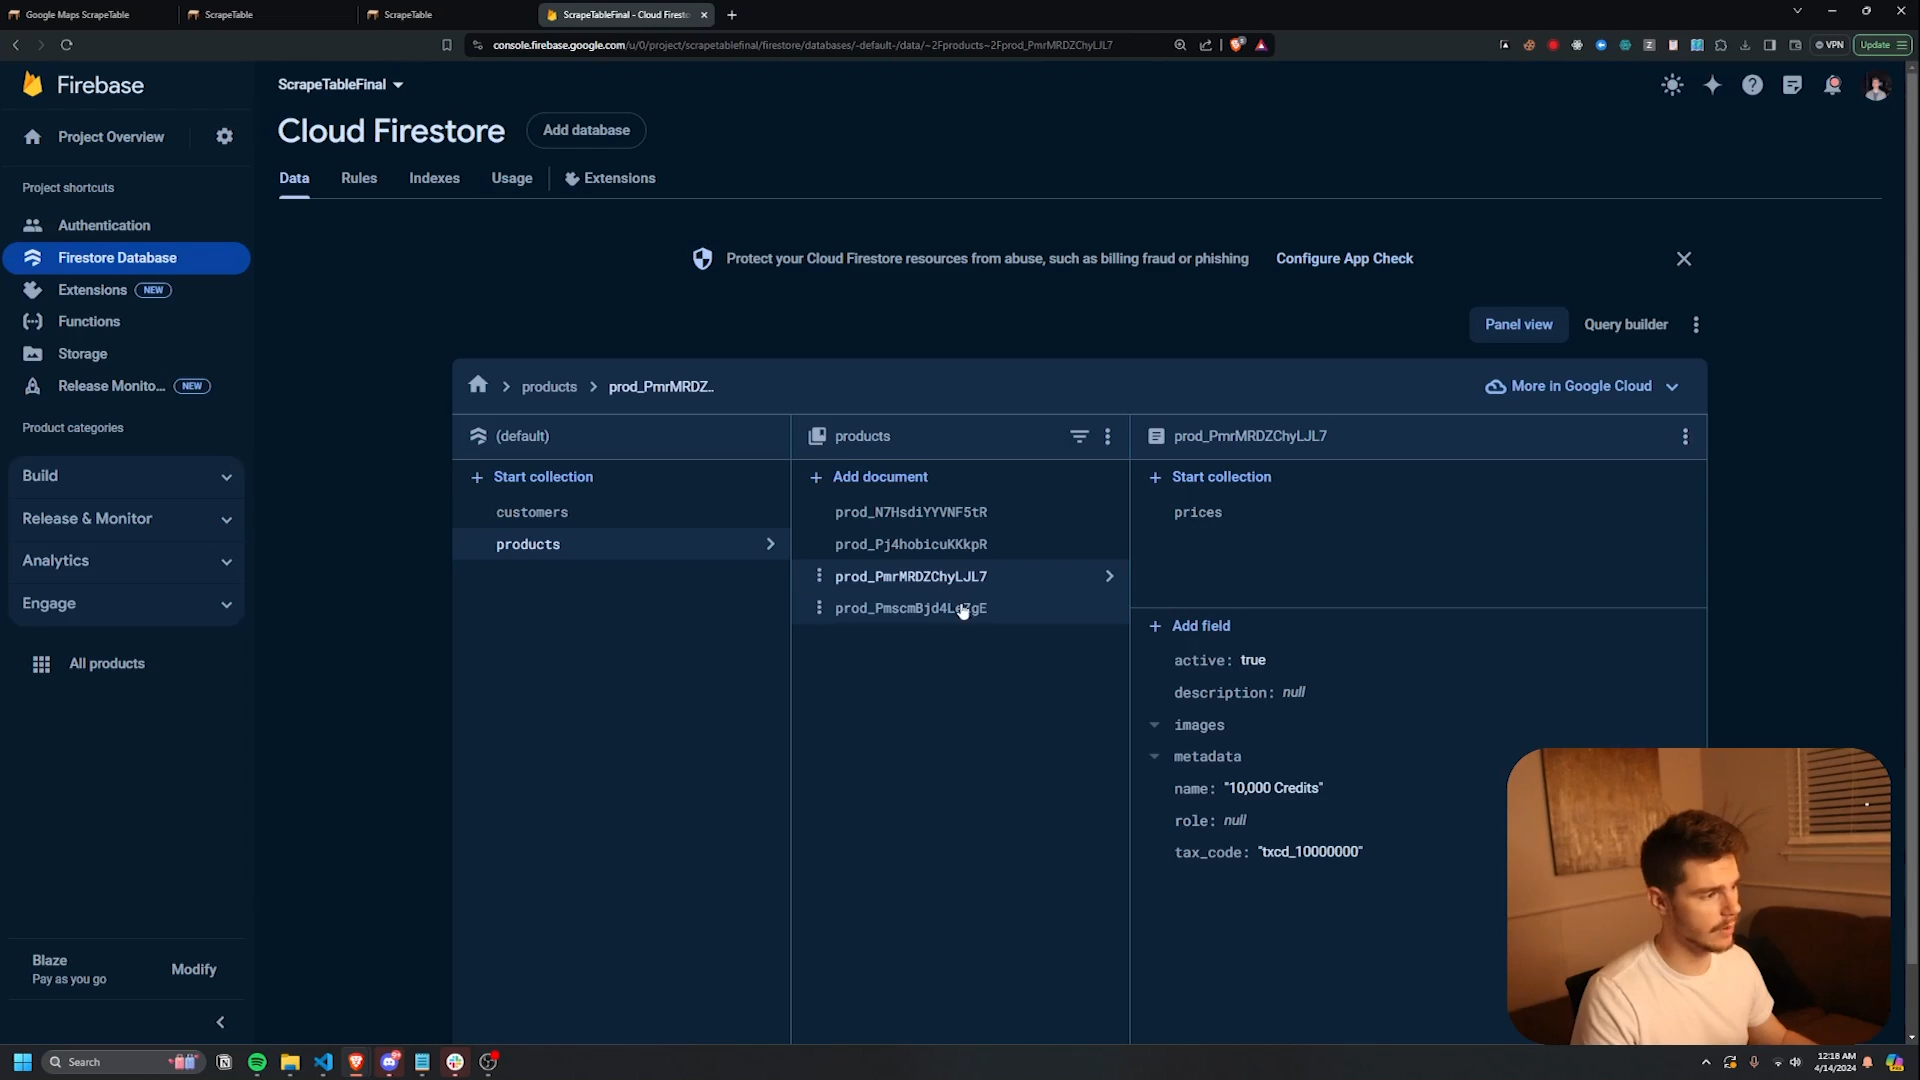 Google Maps ScrapeTable
ScrapeTable
ScrapeTable
ScrapeTableFinal - Cloud Firesto
console.firebase.google.com/u/0/project/scrapetablefinal/firestore/databases/-default-/data/~2Fproducts~2Fprod_PmrMRDZChyLJL7
VPN
Update
Firebase
ScrapeTableFinal
Project Overview
Cloud Firestore
Add database
Data
Rules
Indexes
Usage
Extensions
Project shortcuts
Authentication
Firestore Database
Extensions NEW
Functions
Storage
Release Monito... NEW
Product categories
Build
Release & Monitor
Analytics
Engage
All products
Blaze
Pay as you go
Modify
Protect your Cloud Firestore resources from abuse, such as billing fraud or phishing
Configure App Check
Panel view
Query builder
products
prod_PmrMRDZ..
More in Google Cloud
(default)
products
prod_PmrMRDZChyLJL7
Start collection
Add document
Start collection
customers
products
prod_N7HsdiYYVNF5tR
prod_Pj4hobicuKKkpR
prod_PmrMRDZChyLJL7
prices
Add field
active: true
description: null
images
metadata
name: "10,000 Credits"
role: null
tax_code: "txcd_10000000"
Search
12:18 AM
4/14/2024